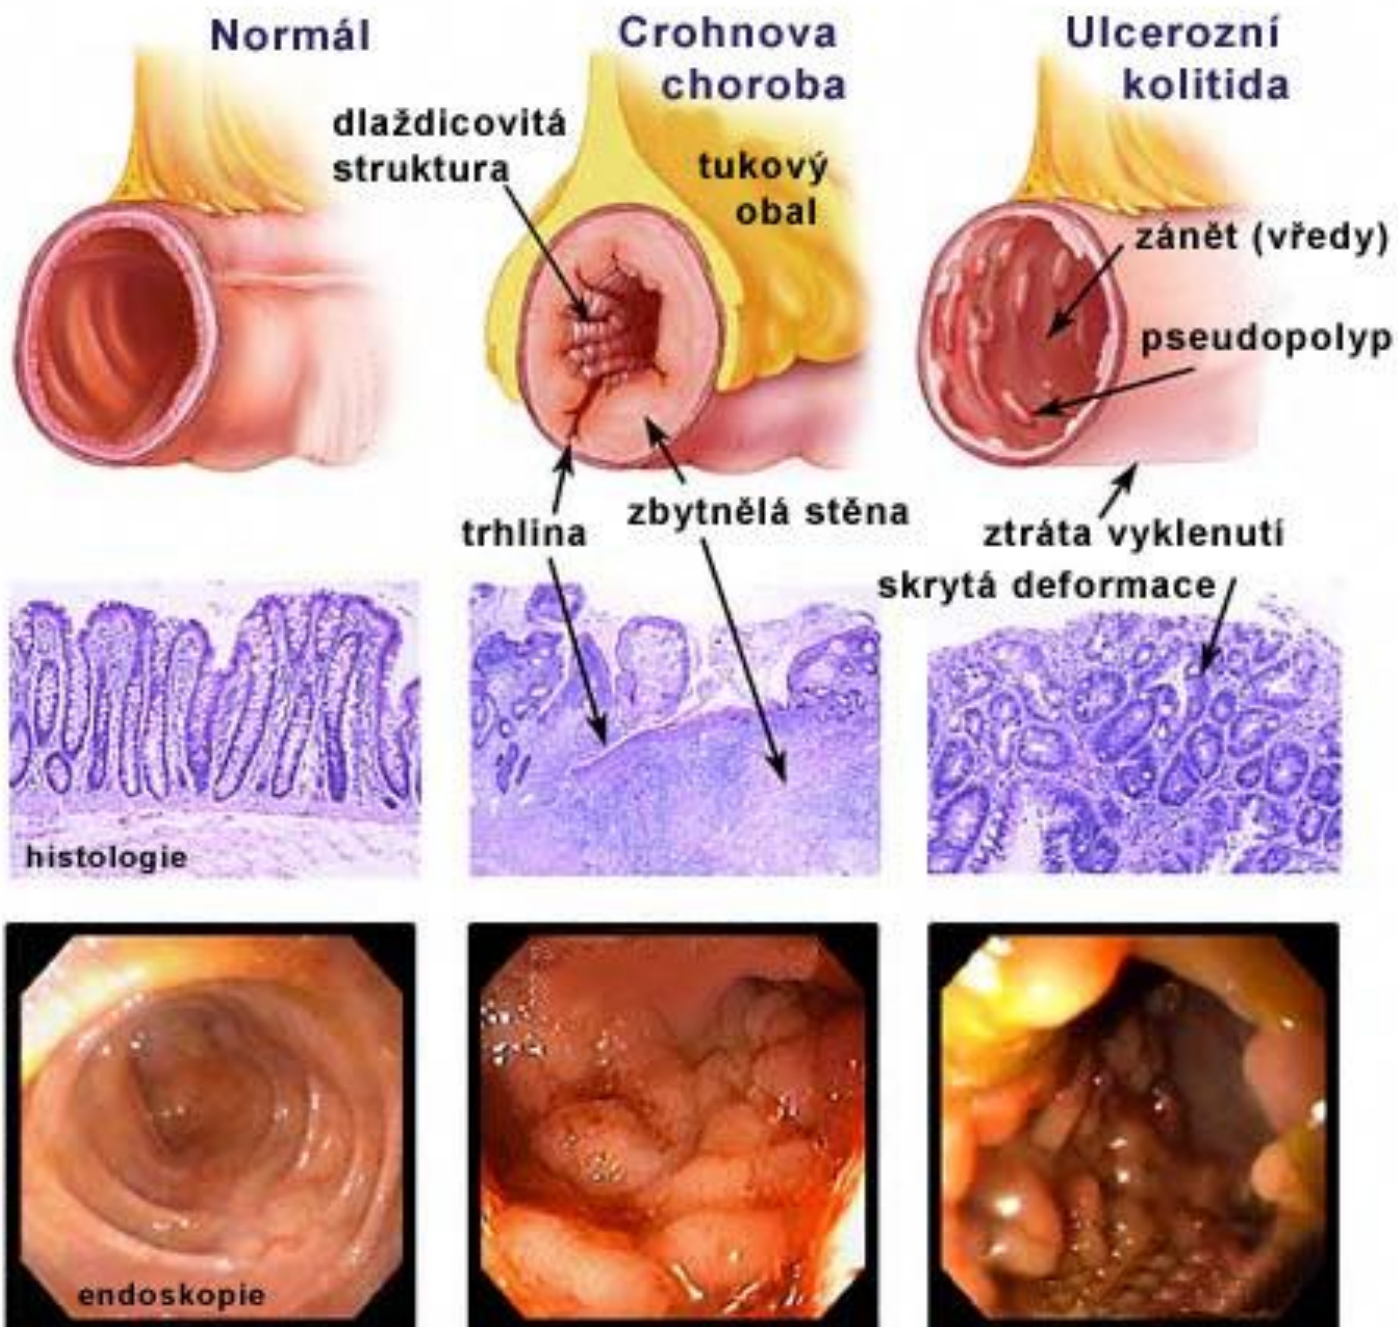 Normál
Crohnova
choroba
Ulcerozní
kolitida
dlaždicovitá
struktura
tukový
obal
zánět (vředy)
pseudopolyp
trhlina
zbytnělá stěna
ztráta vyklenutí
skrytá deformace
histologie
endoskopie